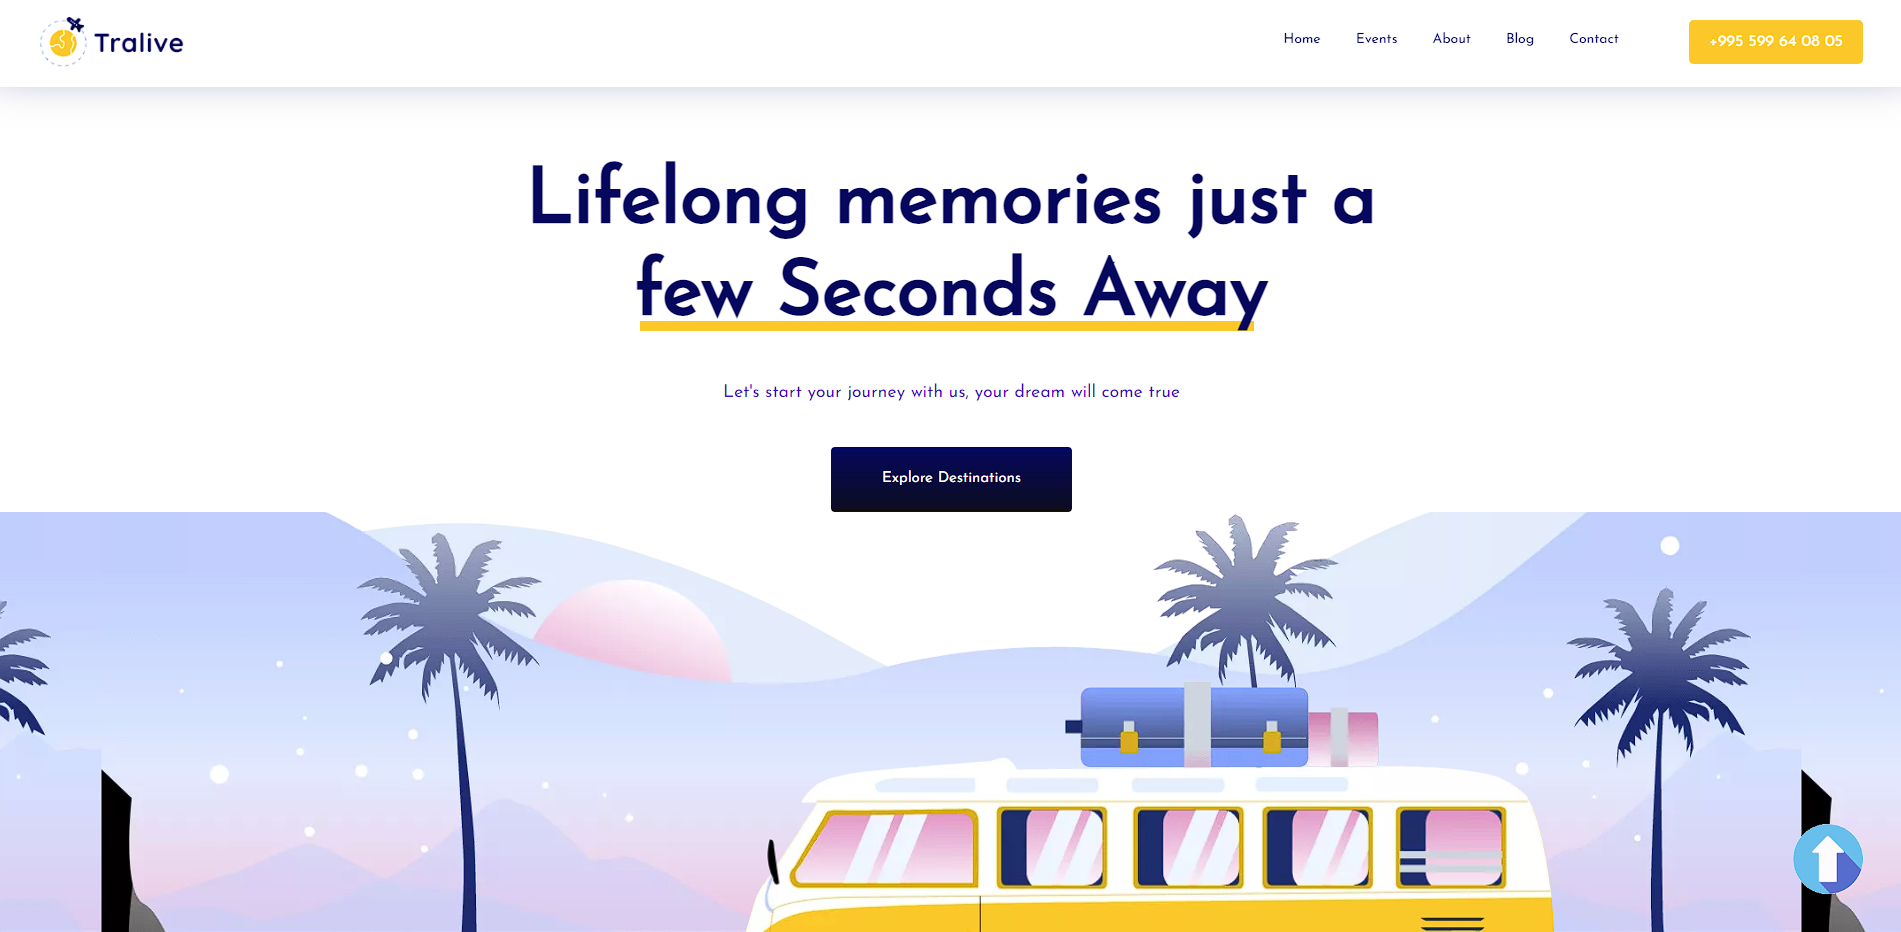 Tralive
Home Events About Blog Contact
+995 599 64 08 05
Lifelong memories just a
few Seconds Away
Let's start your journey with us, your dream will come true
Explore Destinations